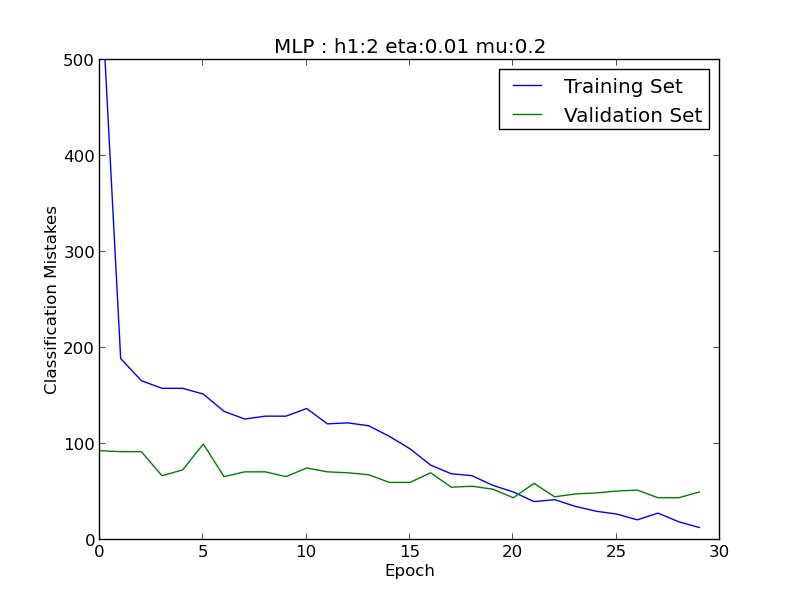 MLP : h1:2 eta:0.01 mu:0.2
500
400
300
200
100
0
Classification Mistakes
Training Set
Validation Set
0 5 10 15 20 25 30
Epoch